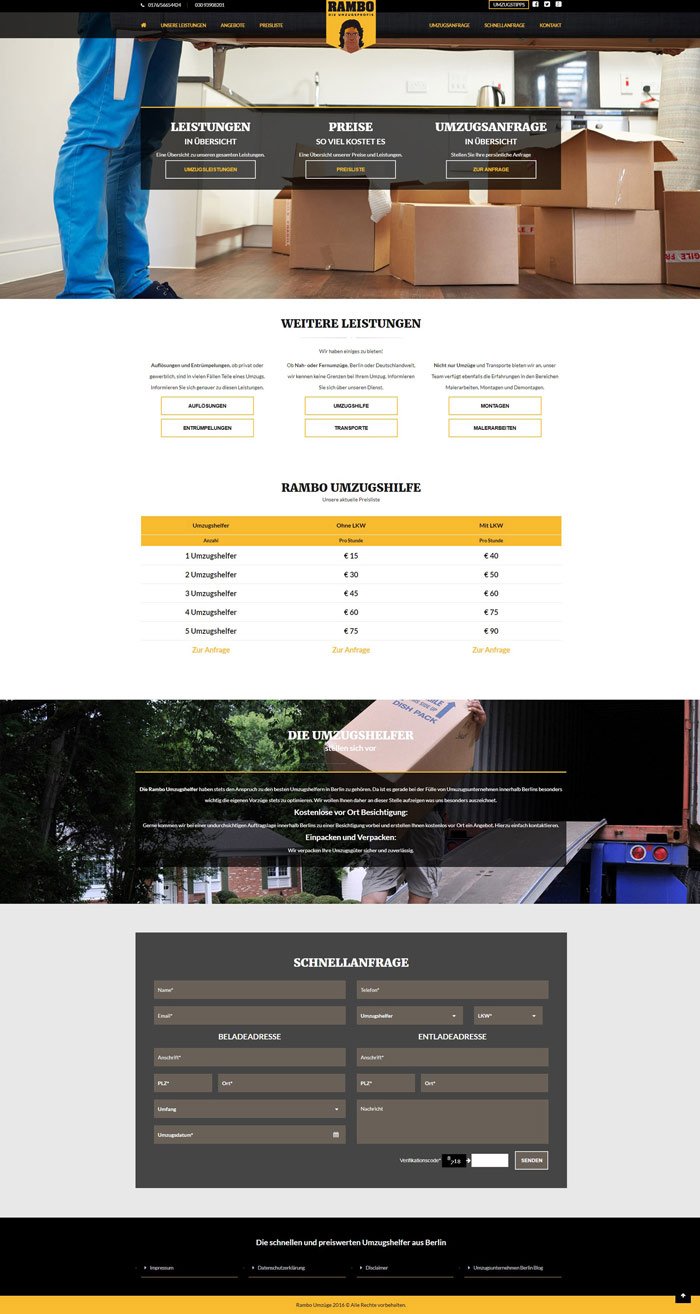 0176/56654424 | 030 93908201
UMZUGSTIPPS
RAMBO
DIE UMZUGSPROFIS
UNSERE LEISTUNGEN ANGEBOTE PREISLISTE
UMZUGSANFRAGE SCHNELLANFRAGE KONTAKT
LEISTUNGEN
IN ÜBERSICHT
Eine Übersicht zu unseren gesamten Leistungen.
UMZUGSLEISTUNGEN
PREISE
SO VIEL KOSTET ES
Eine Übersicht unserer Preise und Leistungen.
PREISLISTE
UMZUGSANFRAGE
IN ÜBERSICHT
Stellen Sie Ihre persönliche Anfrage
ZUR ANFRAGE
WEITERE LEISTUNGEN
Wir haben einiges zu bieten!
Auflösungen und Entrümpelungen, ob privat oder
gewerblich, sind in vielen Fällen Teile eines Umzugs.
Informieren Sie sich genauer zu diesen Leistungen.
AUFLÖSUNGEN
ENTRÜMPELUNGEN
Ob Nah- oder Fernumzüge, Berlin oder Deutschlandweit,
wir kennen keine Grenzen bei Ihrem Umzug. Informieren
Sie sich über unseren Dienst.
UMZUGSHILFE
TRANSPORTE
Nicht nur Umzüge und Transporte bieten wir an, unser
Team verfügt ebenfalls die Erfahrungen in den Bereichen
Malerarbeiten, Montagen und Demontagen.
MONTAGEN
MALERARBEITEN
RAMBO UMZUGSHILFE
Unsere aktuelle Preisliste
Umzugshelfer Ohne LKW Mit LKW
Anzahl Pro Stunde Pro Stunde
1 Umzugshelfer € 15 € 40
2 Umzugshelfer € 30 € 50
3 Umzugshelfer € 45 € 60
4 Umzugshelfer € 60 € 75
5 Umzugshelfer € 75 € 90
Zur Anfrage Zur Anfrage Zur Anfrage
DISH PACK
DIE UMZUGSHELFER
stellen sich vor
Die Rambo Umzugshelfer haben stets den Anspruch zu den besten Umzugshelfern in Berlin zu gehören. Da ist es gerade bei der Fülle von Umuzgsunternehmen innerhalb Berlins besonders
wichtig die eigenen Vorzüge stets zu optimieren. Wir wollen Ihnen daher an dieser Stelle aufzeigen was uns besonders auszeichnet.
Kostenlose vor Ort Besichtigung:
Gerne kommen wir bei einer undurchsichtigen Auftragslage innerhalb Berlins zu einer Besichtigung vorbei und erstellen Ihnen kostenlos vor Ort ein Angebot. Hierzu einfach kontaktieren.
Einpacken und Verpacken:
Wir verpacken Ihre Umzugsgüter sicher und zuverlässig.
SCHNELLANFRAGE
Name* Telefon*
Email* Umzugshelfer LKW*
BELADEADRESSE ENTLADEADRESSE
Anschrift* Anschrift*
PLZ* Ort* PLZ* Ort*
Umfang Nachricht
Umzugsdatum*
Verifikationscode* SENDEN
Die schnellen und preiswerten Umzugshelfer aus Berlin
Impressum Datenschutzerklärung Disclaimer Umzugsunternehmen Berlin Blog
Rambo Umzüge 2016 © Alle Rechte vorbehalten.